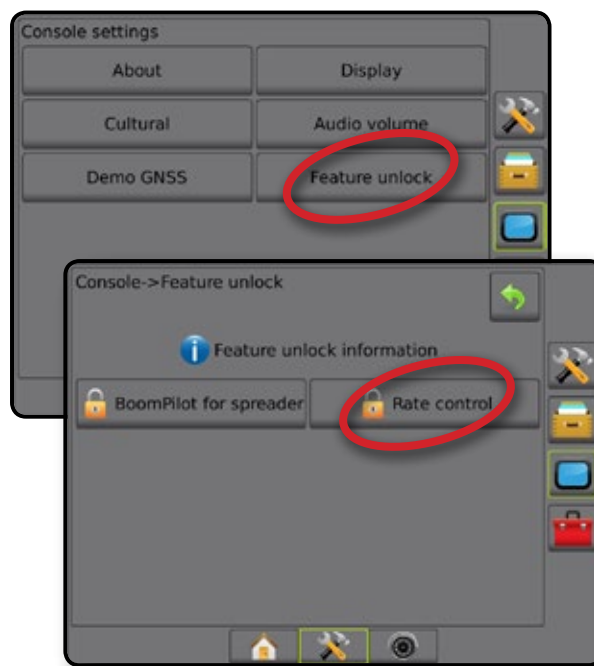 Console settings
About
Display
Cultural
Audio volume
Demo GNSS
Feature unlock
Console->Feature unlock
Feature unlock information
BoomPilot for spreader
Rate control